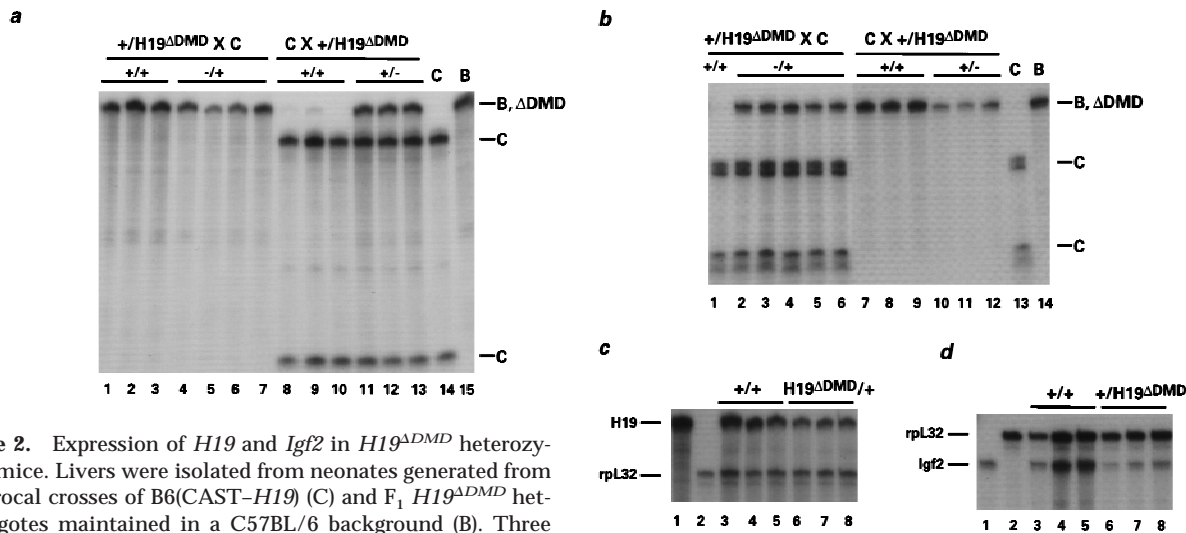 a
+/H19ΔDMD X C C X +/H19ΔDMD
+/+ -/+ +/+ +/- C B
B, ΔDMD
C
C
1 2 3 4 5 6 7 8 9 10 11 12 13 14 15
b
+/H19ΔDMD X C C X +/H19ΔDMD
+/+ -/+ +/+ +/- C B
B, ΔDMD
C
C
1 2 3 4 5 6 7 8 9 10 11 12 13 14
c
+/+ H19ΔDMD/+
H19
rpL32
1 2 3 4 5 6 7 8
d
+/+ +/H19ΔDMD
rpL32
Igf2
1 2 3 4 5 6 7 8
e 2. Expression of H19 and Igf2 in H19ΔDMD heterozy-
mice. Livers were isolated from neonates generated from
rocal crosses of B6(CAST–H19) (C) and F1 H19ΔDMD het-
gotes maintained in a C57BL/6 background (B). Three